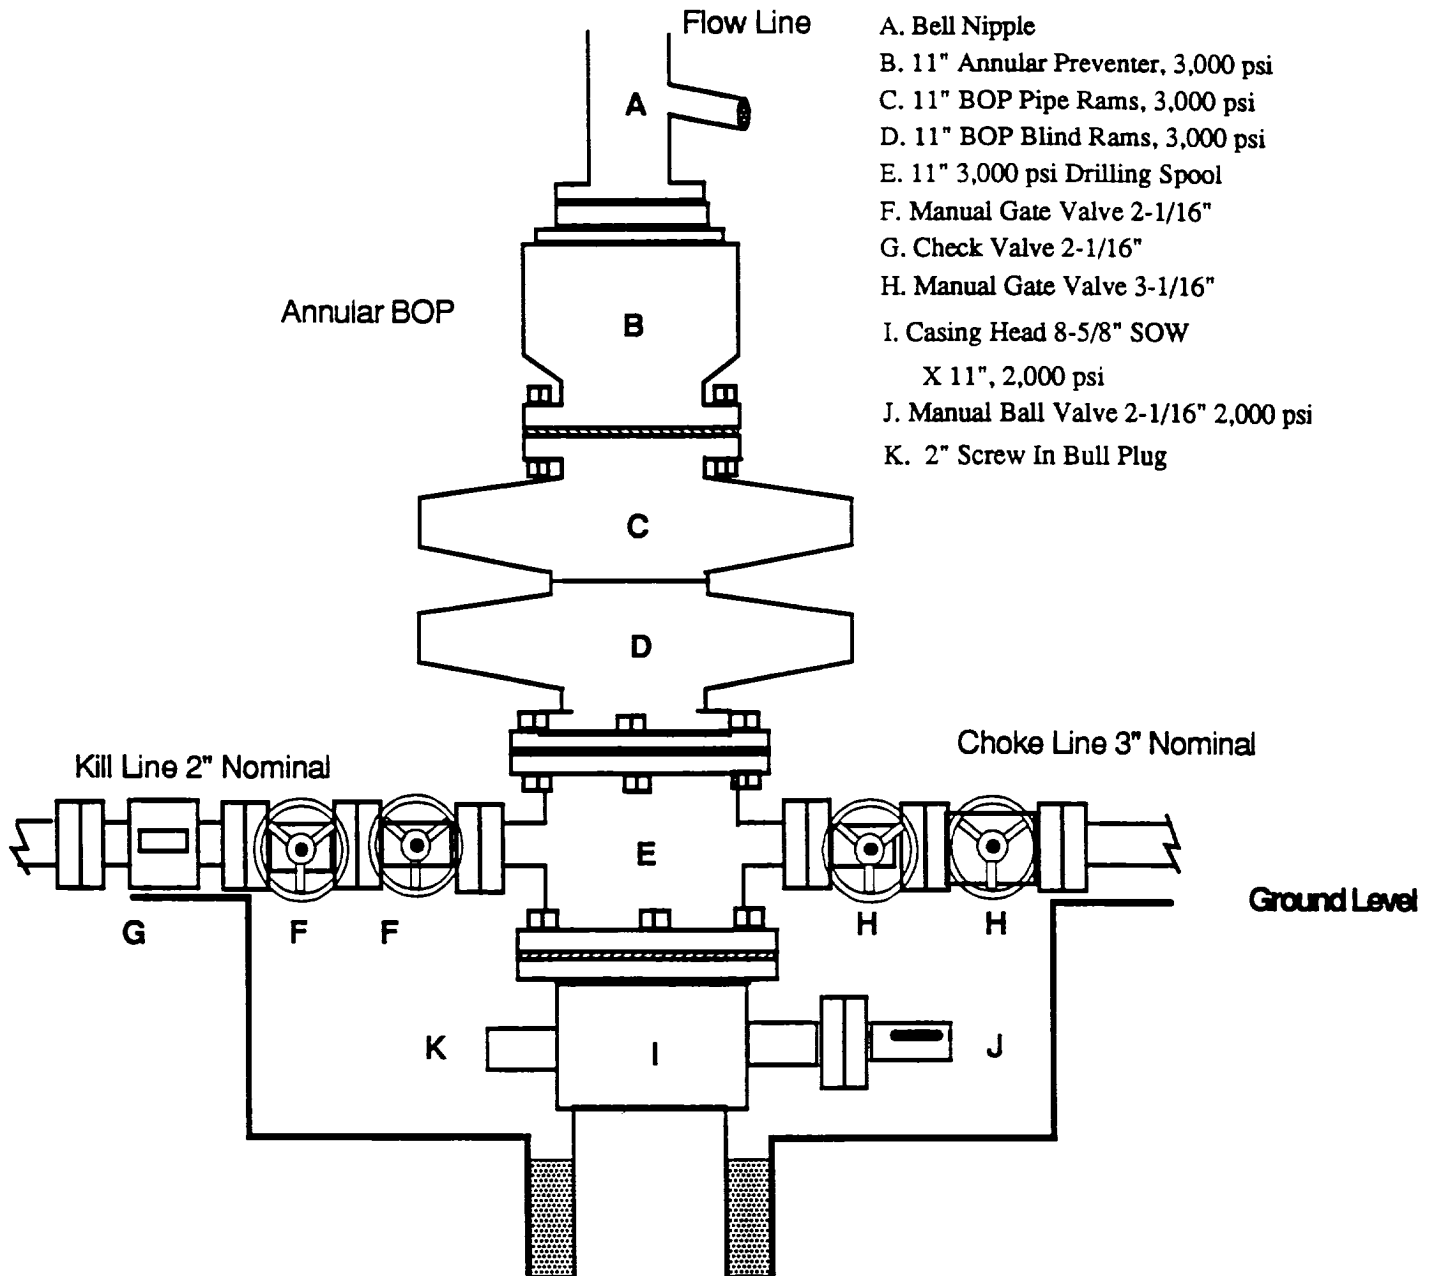 Flow Line
A. Bell Nipple
B. 11" Annular Preventer, 3,000 psi
C. 11" BOP Pipe Rams, 3,000 psi
D. 11" BOP Blind Rams, 3,000 psi
E. 11" 3,000 psi Drilling Spool
F. Manual Gate Valve 2-1/16"
G. Check Valve 2-1/16"
H. Manual Gate Valve 3-1/16"
I. Casing Head 8-5/8" SOW
X 11", 2,000 psi
J. Manual Ball Valve 2-1/16" 2,000 psi
K. 2" Screw In Bull Plug
A
Annular BOP
B
C
D
Kill Line 2" Nominal
Choke Line 3" Nominal
E
Ground Level
G
F
F
H
H
K
I
J